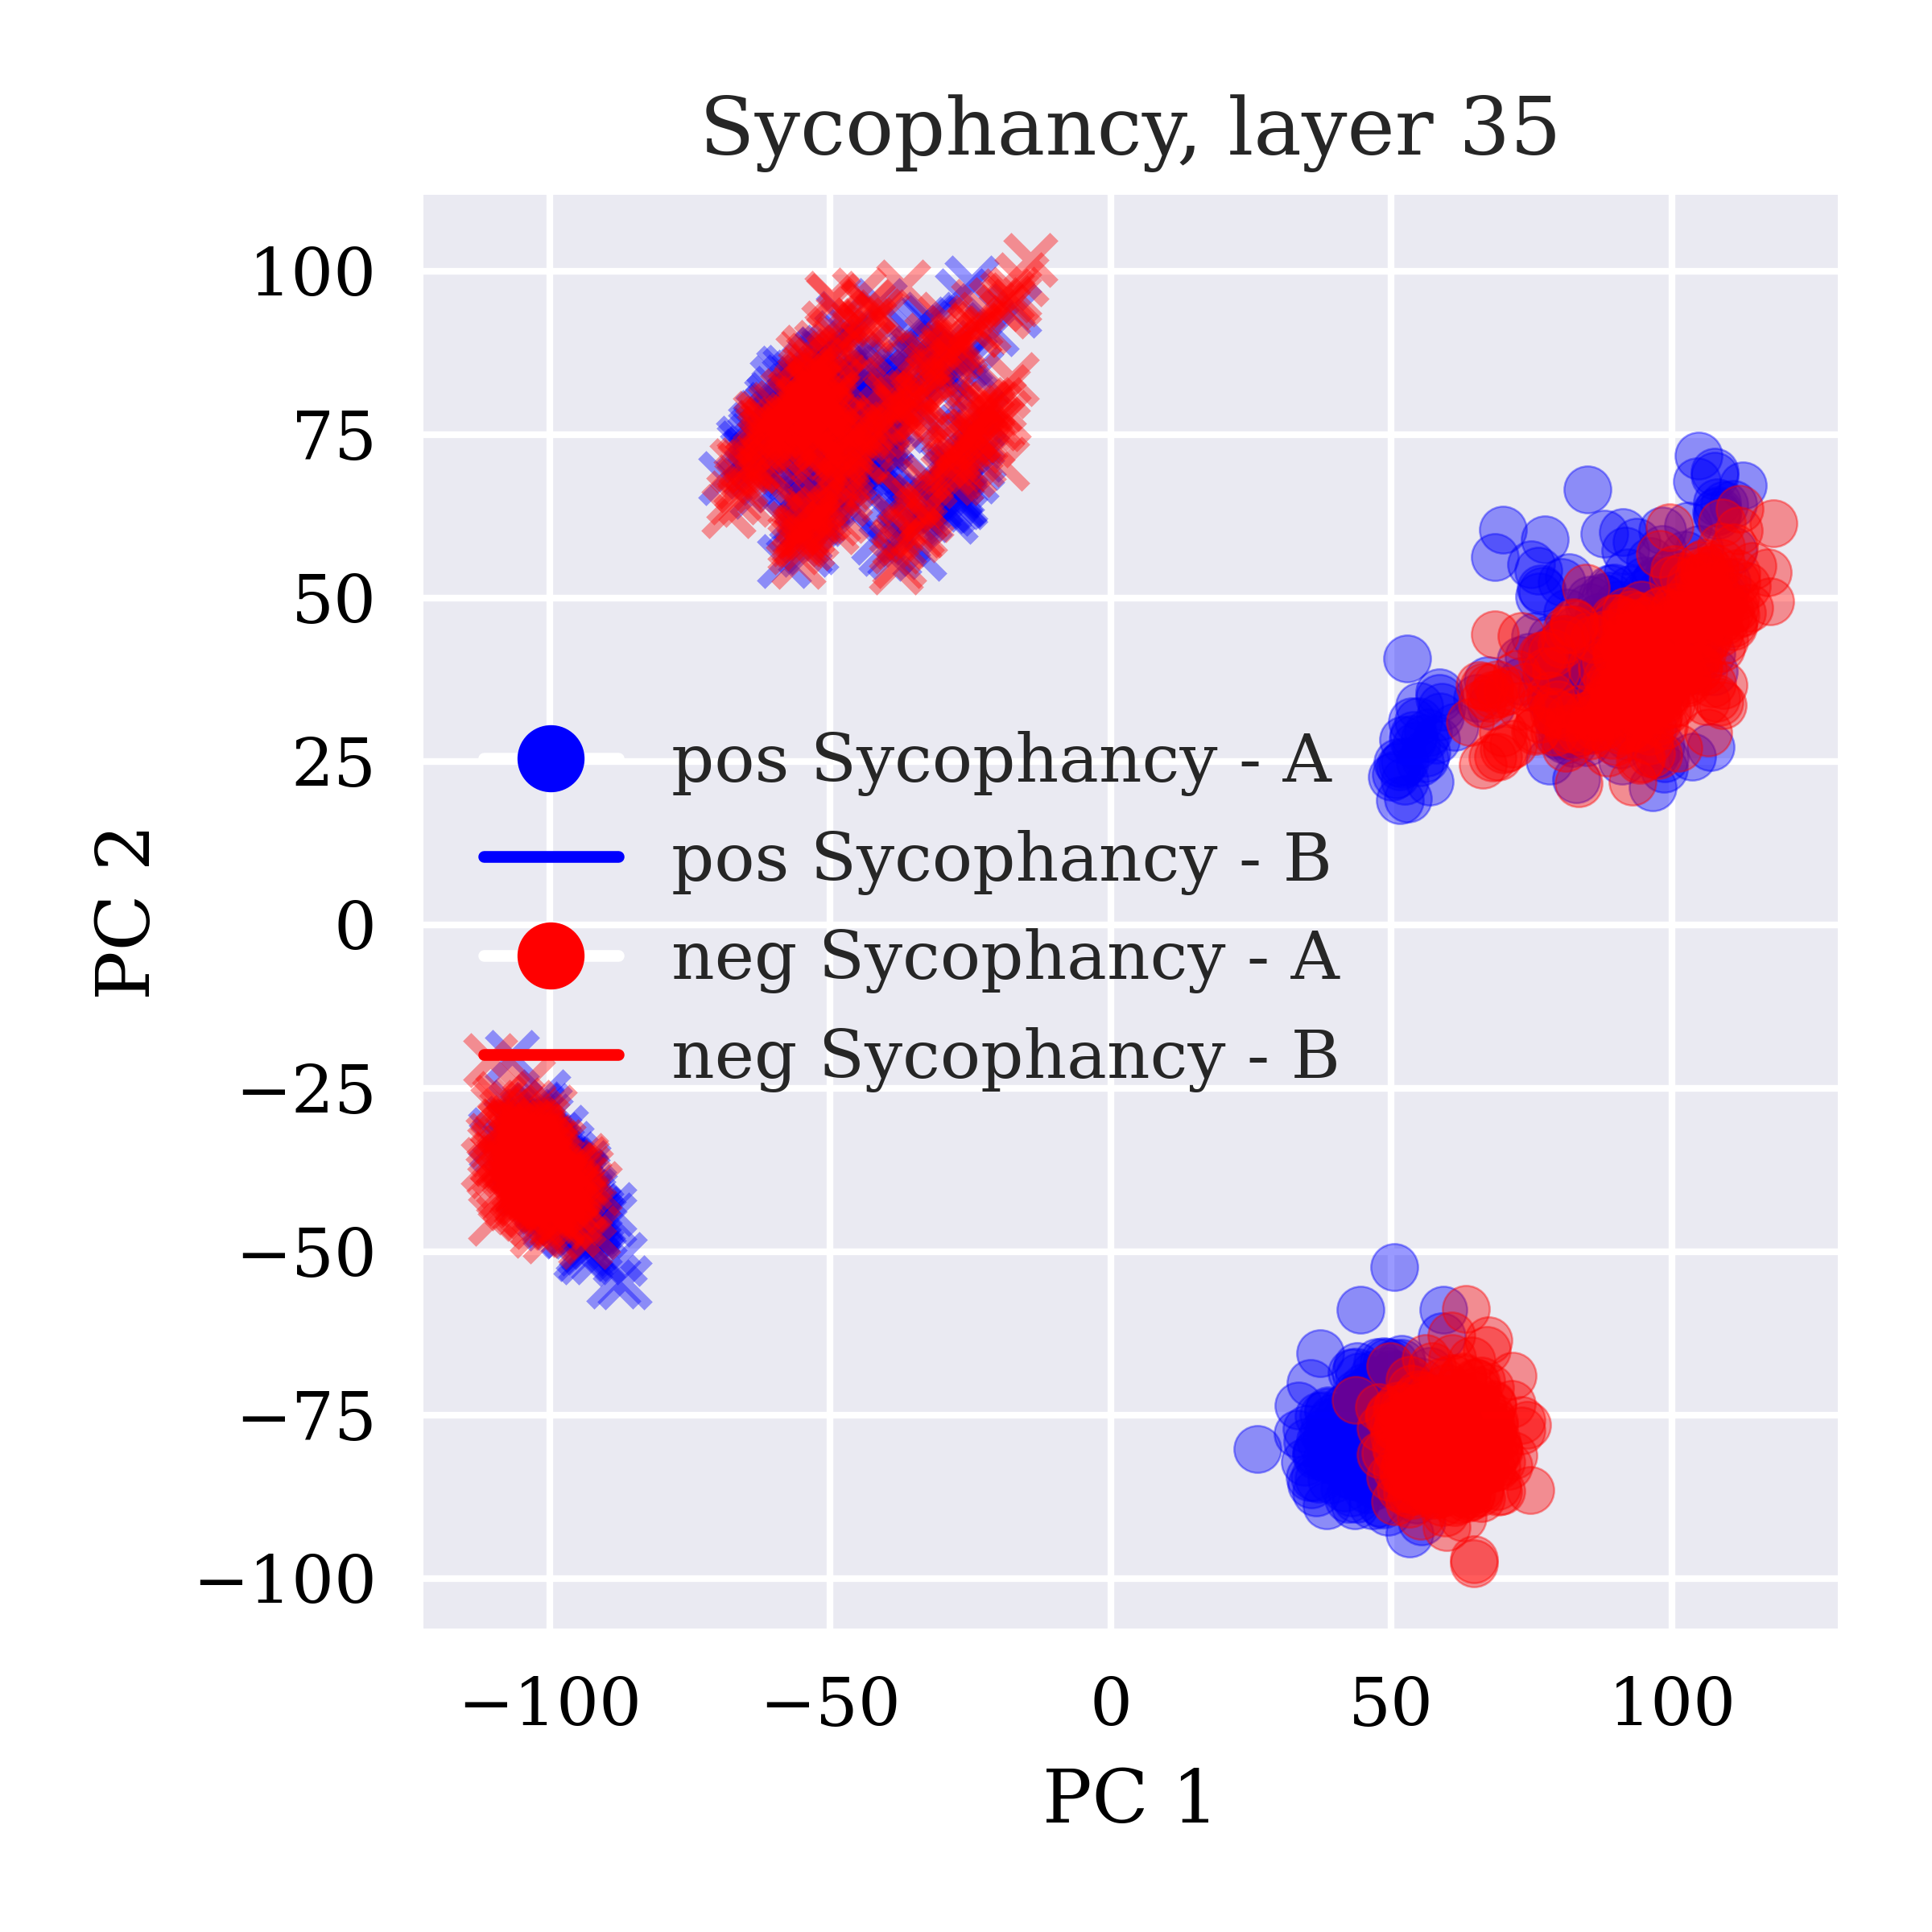 Sycophancy, layer 35
100
75
50
25
0
−25
−50
−75
−100
PC 2
pos Sycophancy - A
pos Sycophancy - B
neg Sycophancy - A
neg Sycophancy - B
−100 −50 0 50 100
PC 1